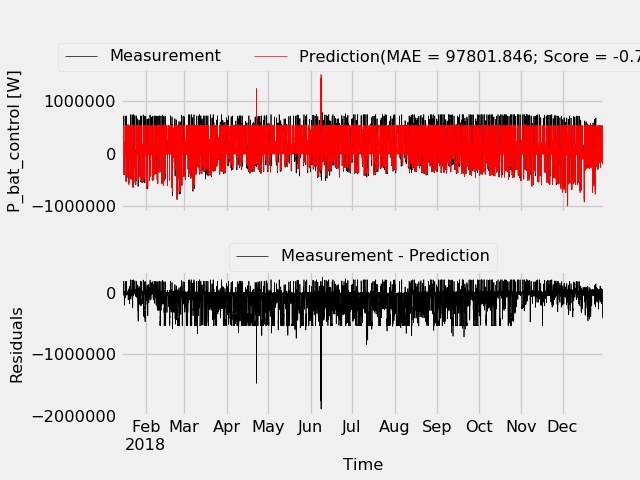 Measurement
Prediction(MAE = 97801.846; Score = -0.7
P_bat_control [W]
1000000
0
−1000000
Measurement - Prediction
Residuals
0
−1000000
−2000000
Feb Mar Apr May Jun Jul Aug Sep Oct Nov Dec
2018
Time